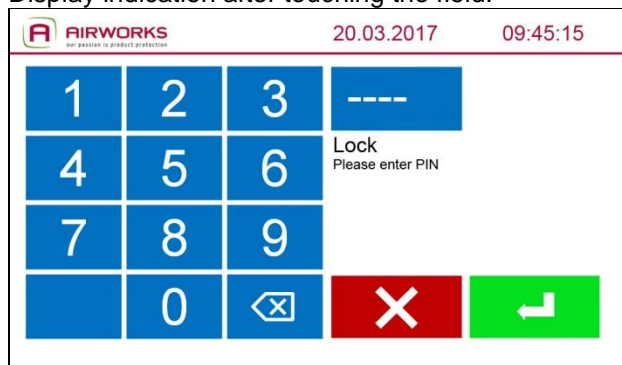 Display indication after touching the field.
AIRWORKS 20.03.2017 09:45:15
our passion is product protection
1 2 3 ----
Lock
4 5 6 Please enter PIN
7 8 9
0